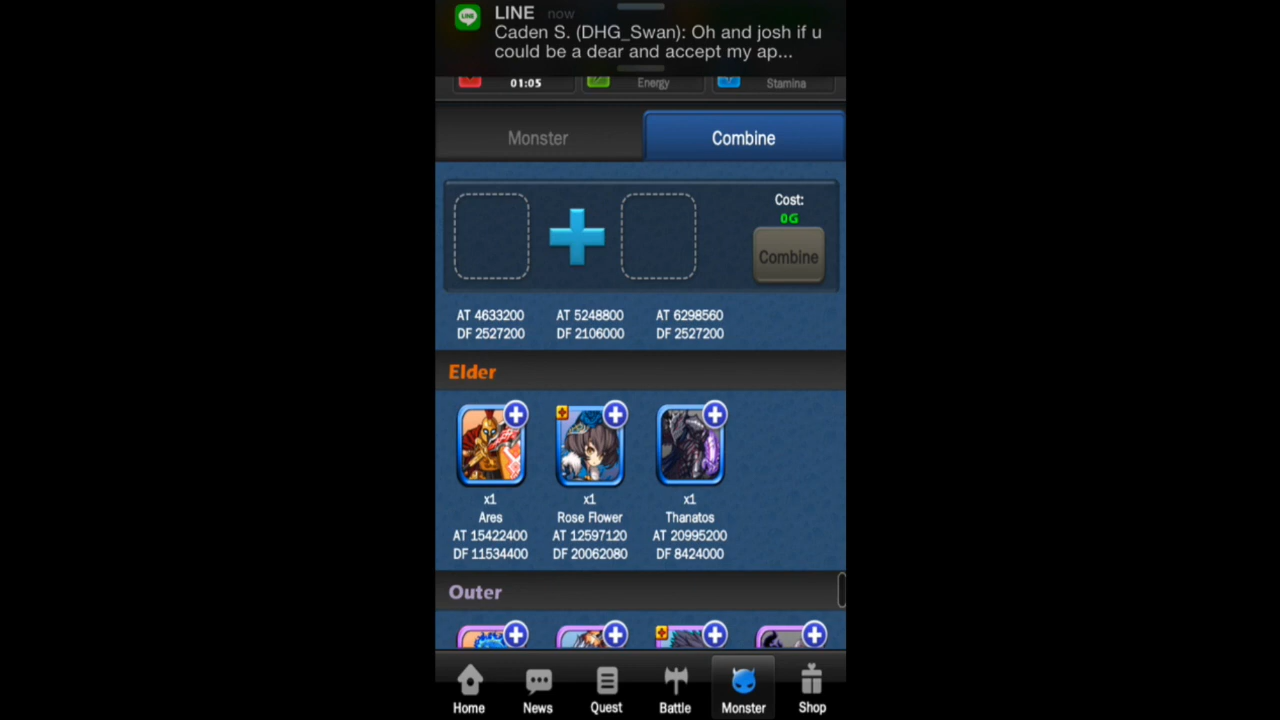 LINE now
Caden S. (DHG_Swan): Oh and josh if u
could be a dear and accept my ap...
01:05 Energy Stamina
Monster Combine
Cost:
0G
Combine
AT 4633200 AT 5248800 AT 6298560
DF 2527200 DF 2106000 DF 2527200
Elder
x1 x1 x1
Ares Rose Flower Thanatos
AT 15422400 AT 12597120 AT 20995200
DF 11534400 DF 20062080 DF 8424000
Outer
Home News Quest Battle Monster Shop